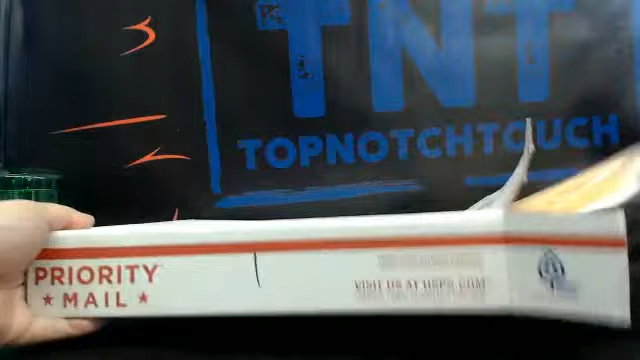 TNT
TOPNOTCHTOUCH
PRIORITY
★ MAIL ★
VISIT US AT USPS.COM